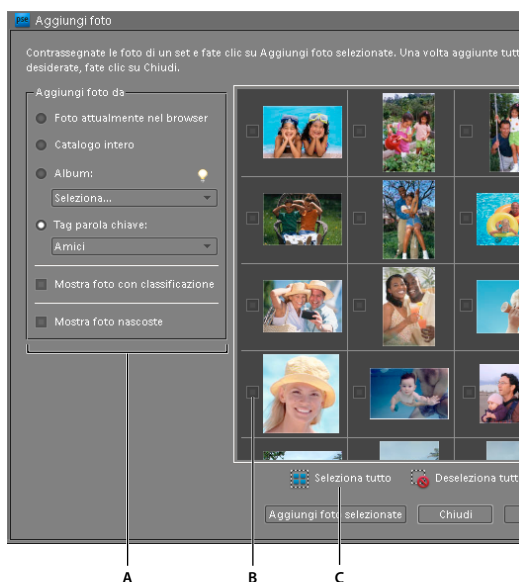 pse Aggiungi foto
Contrassegnate le foto di un set e fate clic su Aggiungi foto selezionate. Una volta aggiunte tutt
desiderate, fate clic su Chiudi.
Aggiungi foto da
Foto attualmente nel browser
Catalogo intero
Album:
Seleziona...
Tag parola chiave:
Amici
Mostra foto con classificazione
Mostra foto nascoste
Seleziona tutto
Deseleziona tutt
Aggiungi foto selezionate
Chiudi
A
B
C